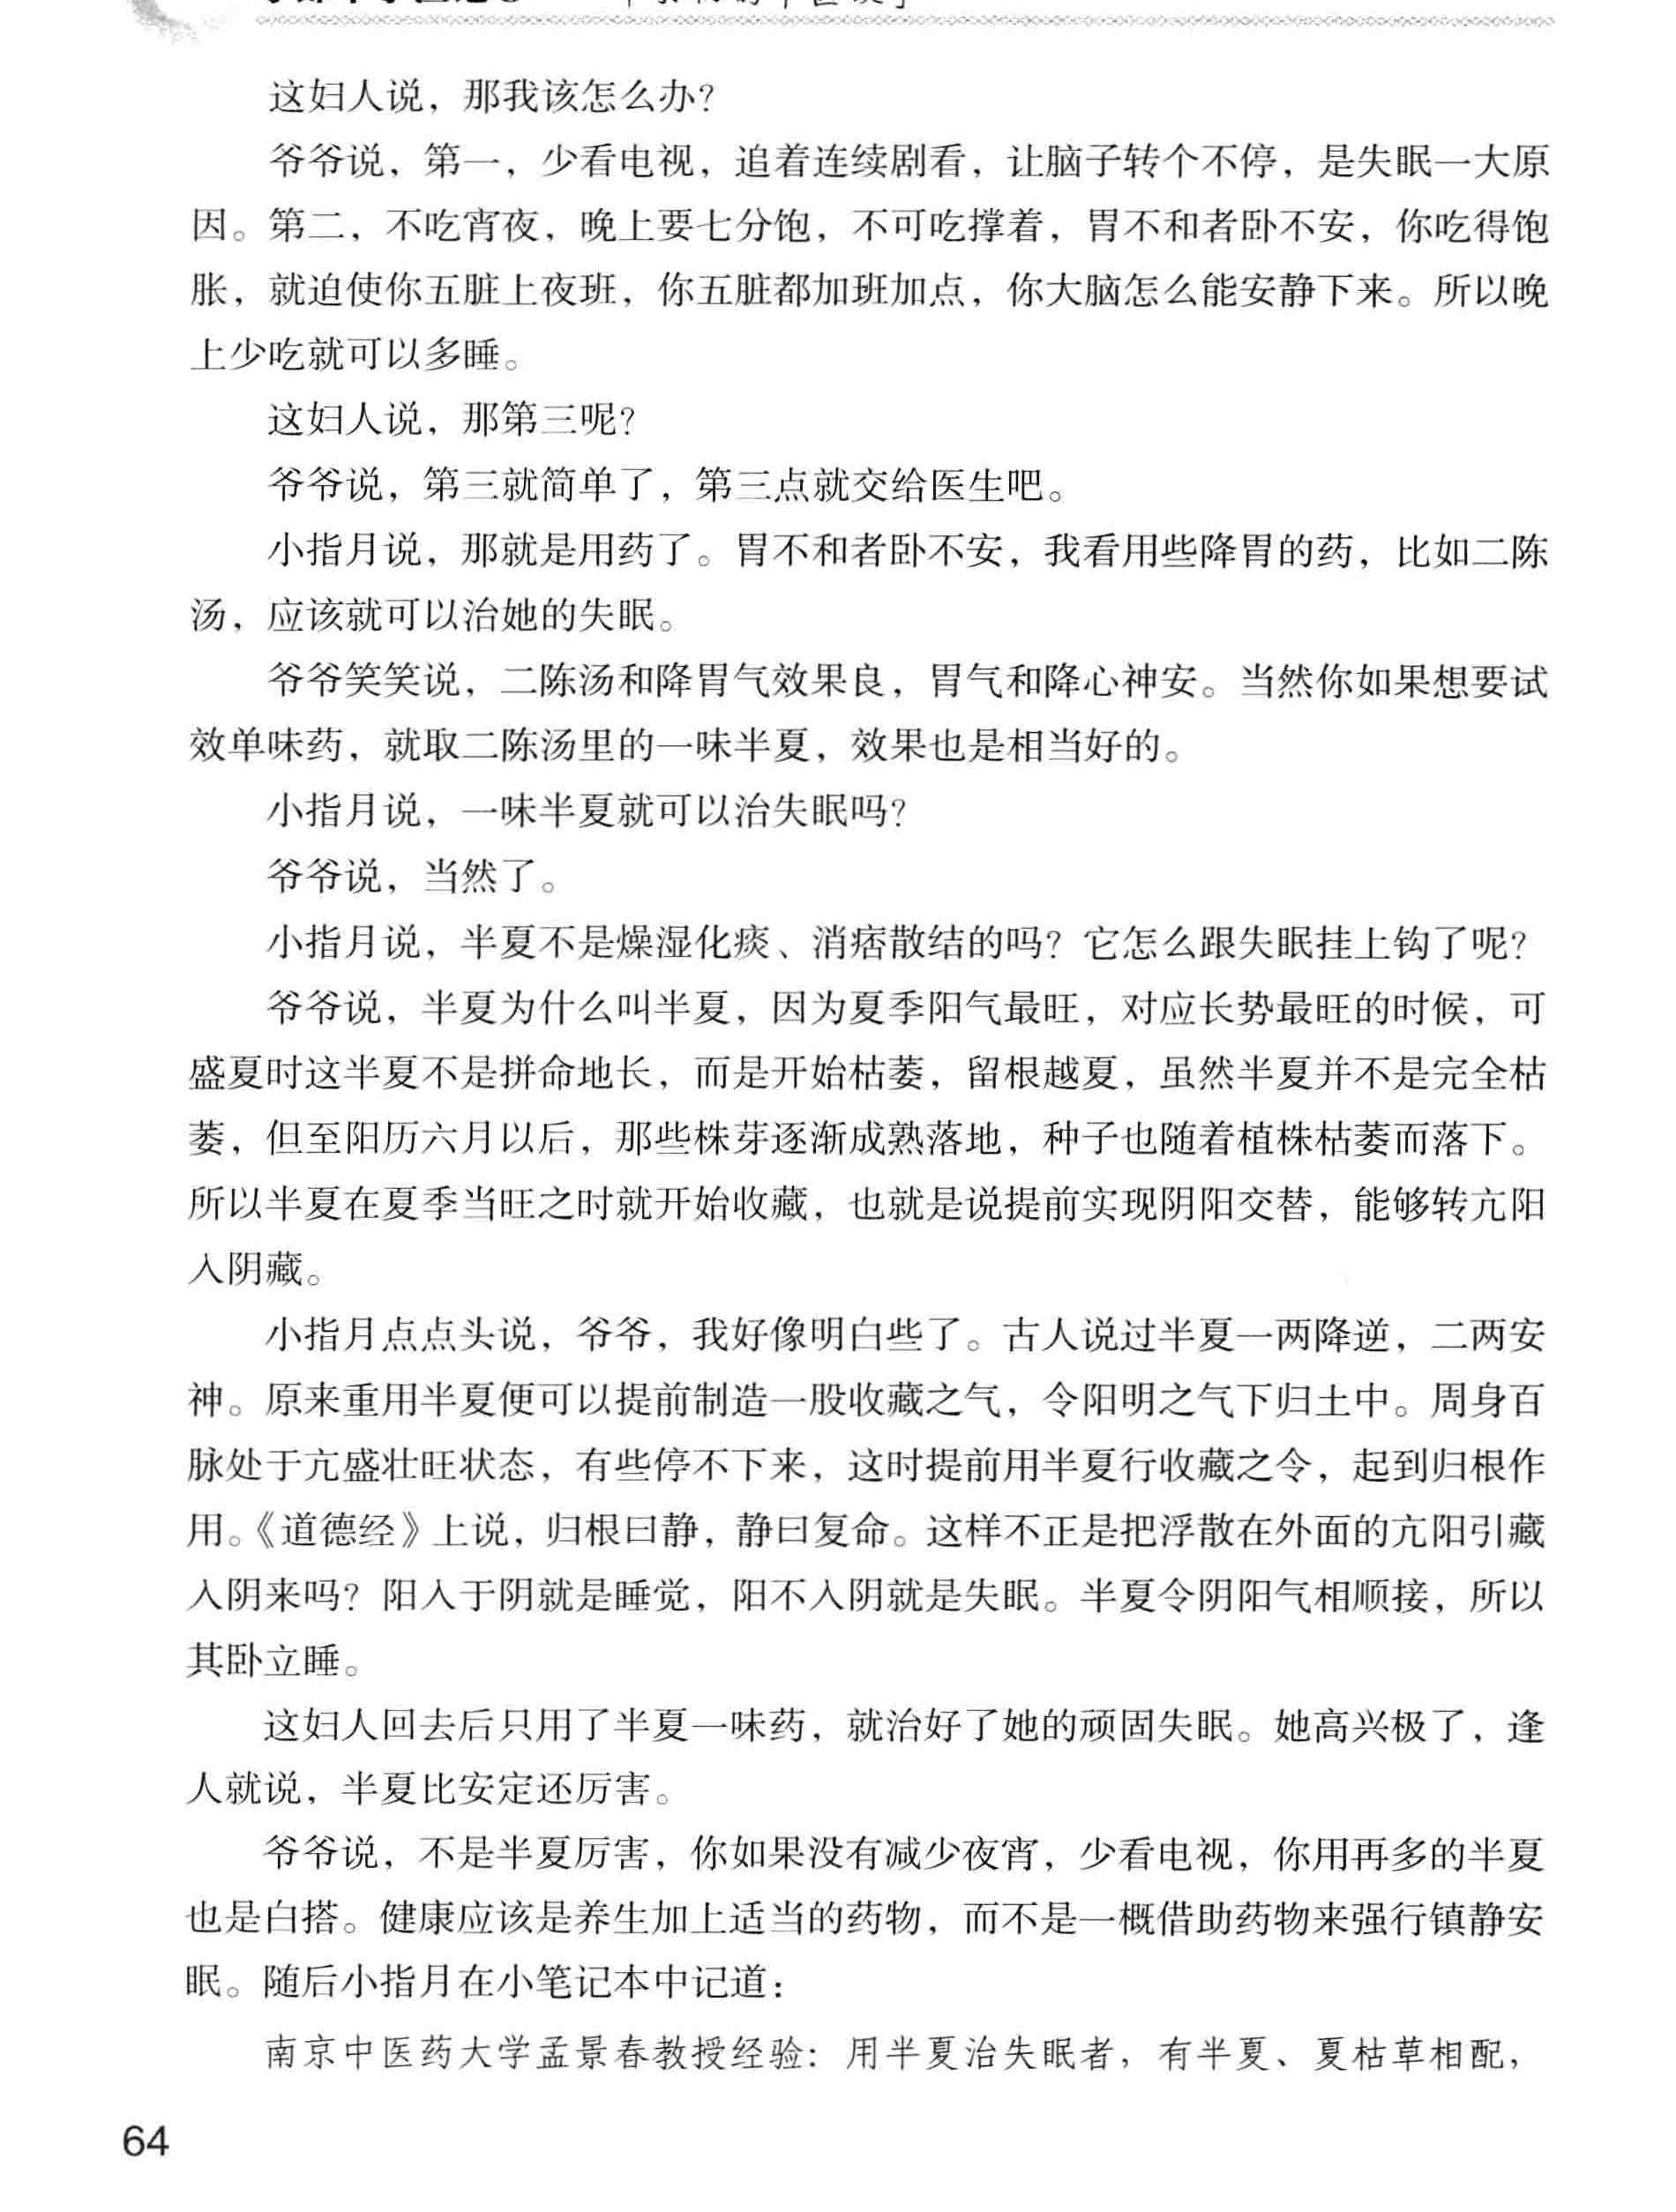 这妇人说，那我该怎么办？
爷爷说，第一，少看电视，追着连续剧看，让脑子转个不停，是失眠一大原
因。第二，不吃宵夜，晚上要七分饱，不可吃撑着，胃不和者卧不安，你吃得饱
胀，就迫使你五脏上夜班，你五脏都加班加点，你大脑怎么能安静下来。所以晚
上少吃就可以多睡。
这妇人说，那第三呢？
爷爷说，第三就简单了，第三点就交给医生吧。
小指月说，那就是用药了。胃不和者卧不安，我看用些降胃的药，比如二陈
汤，应该就可以治她的失眠。
爷爷笑笑说，二陈汤和降胃气效果良，胃气和降心神安。当然你如果想要试
效单味药，就取二陈汤里的一味半夏，效果也是相当好的。
小指月说，一味半夏就可以治失眠吗？
爷爷说，当然了。
小指月说，半夏不是燥湿化痰、消痞散结的吗？它怎么跟失眠挂上钩了呢？
爷爷说，半夏为什么叫半夏，因为夏季阳气最旺，对应长势最旺的时候，可
盛夏时这半夏不是拼命地长，而是开始枯萎，留根越夏，虽然半夏并不是完全枯
萎，但至阳历六月以后，那些株芽逐渐成熟落地，种子也随着植株枯萎而落下。
所以半夏在夏季当旺之时就开始收藏，也就是说提前实现阴阳交替，能够转亢阳
入阴藏。
小指月点点头说，爷爷，我好像明白些了。古人说过半夏一两降逆，二两安
神。原来重用半夏便可以提前制造一股收藏之气，令阳明之气下归土中。周身百
脉处于亢盛壮旺状态，有些停不下来，这时提前用半夏行收藏之令，起到归根作
用。《道德经》上说，归根曰静，静曰复命。这样不正是把浮散在外面的亢阳引藏
入阴来吗？阳入于阴就是睡觉，阳不入阴就是失眠。半夏令阴阳气相顺接，所以
其卧立睡。
这妇人回去后只用了半夏一味药，就治好了她的顽固失眠。她高兴极了，逢
人就说，半夏比安定还厉害。
爷爷说，不是半夏厉害，你如果没有减少夜宵，少看电视，你用再多的半夏
也是白搭。健康应该是养生加上适当的药物，而不是一概借助药物来强行镇静安
眠。随后小指月在小笔记本中记道：
南京中医药大学孟景春教授经验：用半夏治失眠者，有半夏、夏枯草相配，
64